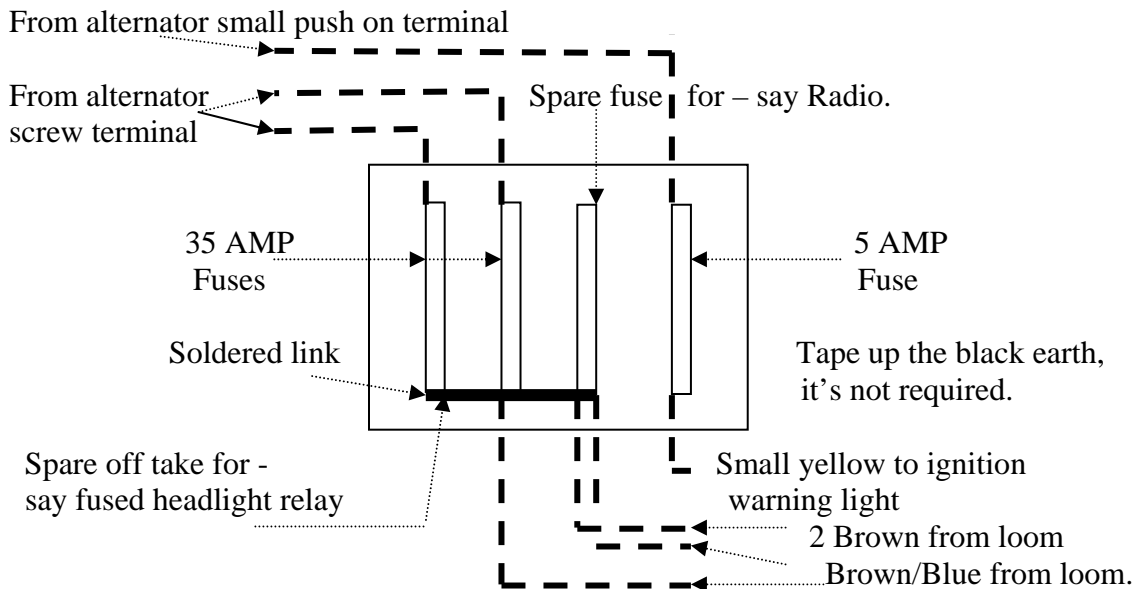 From alternator small push on terminal
From alternator
screw terminal
Spare fuse for – say Radio.
35 AMP
Fuses
5 AMP
Fuse
Soldered link
Tape up the black earth,
it’s not required.
Spare off take for -
say fused headlight relay
Small yellow to ignition
warning light
2 Brown from loom
Brown/Blue from loom.